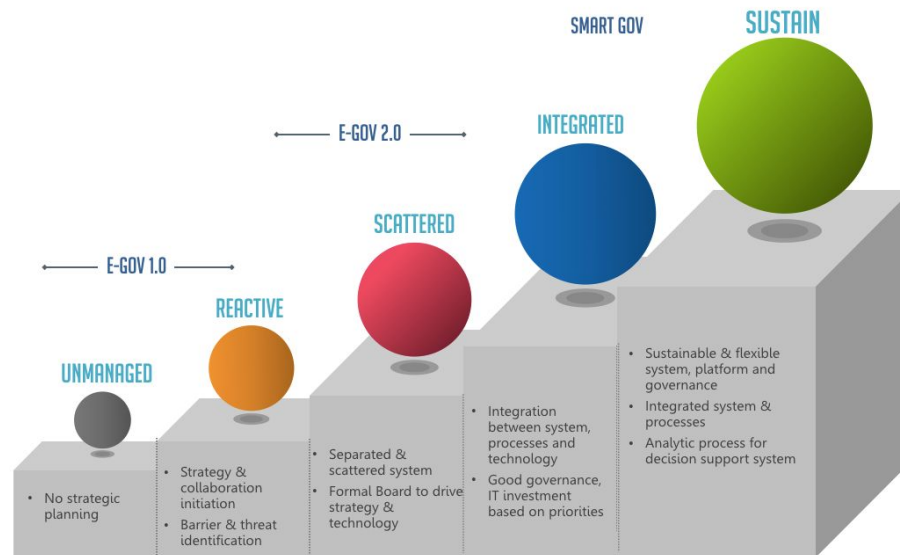 SMART GOV
SUSTAIN
E-GOV 2.0
INTEGRATED
SCATTERED
E-GOV 1.0
REACTIVE
UNMANAGED
• No strategic
planning
• Strategy &
collaboration
initiation
• Barrier & threat
identification
• Separated &
scattered system
• Formal Board to drive
strategy &
technology
• Integration
between system,
processes and
technology
• Good governance,
IT investment
based on priorities
• Sustainable & flexible
system, platform and
governance
• Integrated system &
processes
• Analytic process for
decision support system